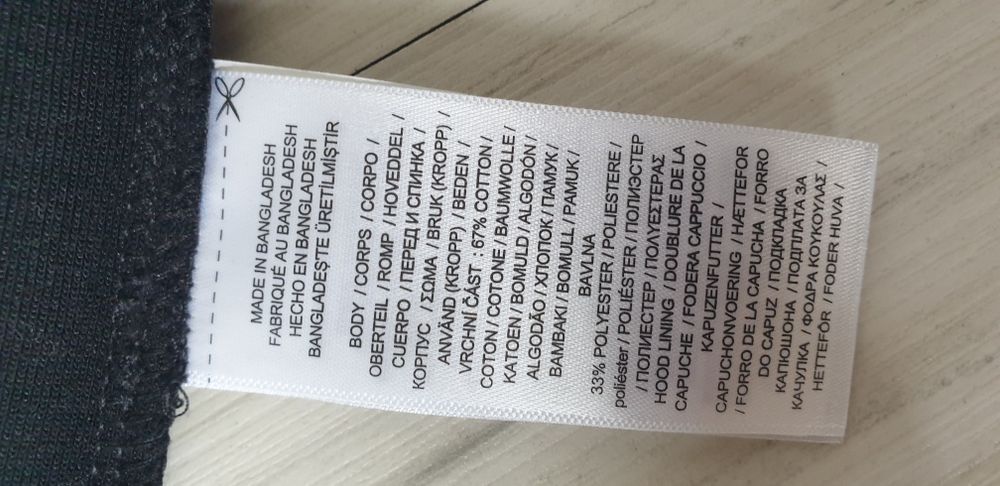 MADE IN BANGLADESH
FABRIQUÉ AU BANGLADESH
HECHO EN BANGLADESH
BANGLADEŞTE ÜRETİLMİŞTİR
BODY / CORPS / CORPO /
OBERTEIL / ROMP / HOVEDDEL /
CUERPO / ПЕРЕД И СПИНКА /
КОРПУС / ΣΩΜΑ / BRUK (KROPP) /
ANVÄND (KROPP) / BEDEN /
VRCHNÍ ČÁST: : 67% COTTON /
COTON / COTONE / BAUMWOLLE /
KATOEN / BOMULD / ALGODÓN /
ALGODÃO / ХЛОПОК / ПАМУК /
BAMBAKI / BOMULL / PAMUK /
BAVLNA
33% POLYESTER / POLIESTERE /
poliéster / POLIÉSTER / ПОЛИЭСТЕР
/ ПОЛИЕСТЕР / ΠΟΛΥΕΣΤΕΡΑΣ
HOOD LINING / DOUBLURE DE LA
CAPUCHE / FODERA CAPPUCCIO /
KAPUZENFUTTER /
CAPUCHONVOERING / HÆTTEFOR
/ FORRO DE LA CAPUCHA / FORRO
DO CAPUZ / ПОДКЛАДКА
КАПЮШОНА / ПОДПЛАТА ЗА
КАЧУЛКА / ΦΟΔΡΑ ΚΟΥΚΟΥΛΑΣ /
HETTEFÔR / FODER HUVA /